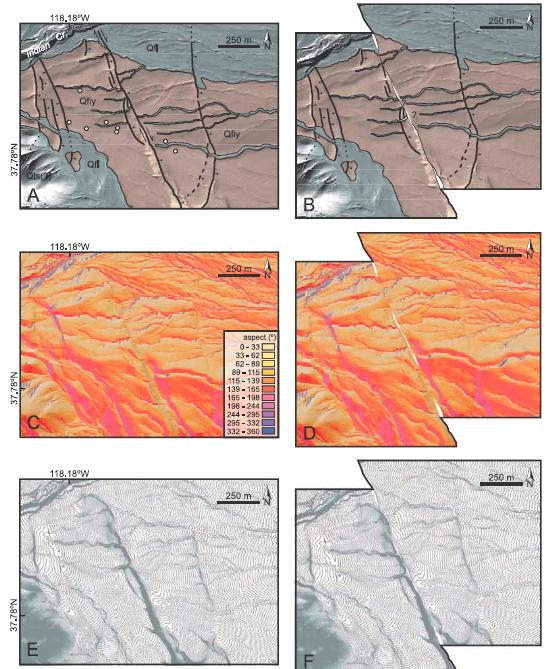 118.18°W
Indian Cr.
Qfl
250 m
N
Qfly
Qfly
37.78°N
Qls(?)
Qfl
A
250 m
N
?
B
118.18°W
250 m
N
aspect (°)
0 - 33
33 - 62
62 - 89
89 - 115
115 - 139
139 - 165
165 - 198
198 - 244
244 - 295
295 - 332
332 - 360
37.78°N
C
250 m
N
D
118.18°W
250 m
N
37.78°N
E
250 m
N
F